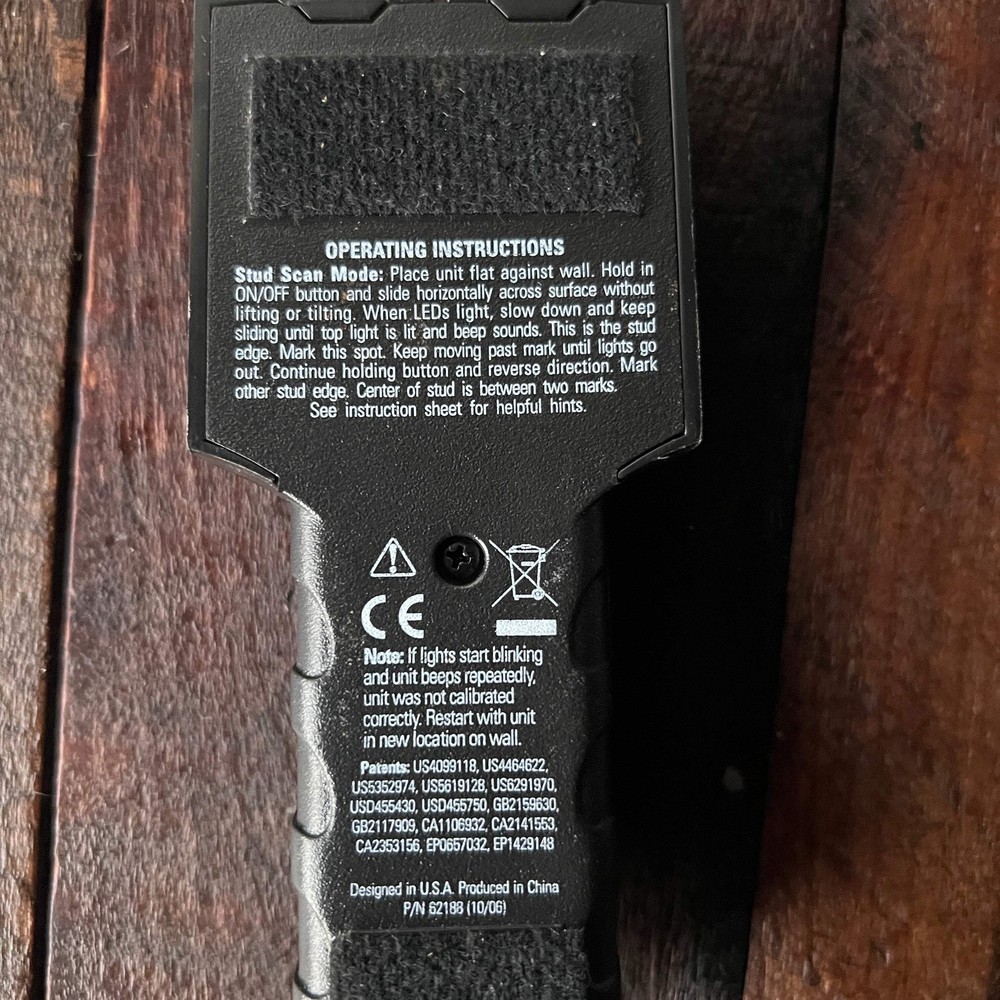 OPERATING INSTRUCTIONS
Stud Scan Mode: Place unit flat against wall. Hold in
ON/OFF button and slide horizontally across surface without
lifting or tilting. When LEDs light, slow down and keep
sliding until top light is lit and beep sounds. This is the stud
edge. Mark this spot. Keep moving past mark until lights go
out. Continue holding button and reverse direction. Mark
other stud edge. Center of stud is between two marks.
See instruction sheet for helpful hints.
CE
Note: If lights start blinking
and unit beeps repeatedly,
unit was not calibrated
correctly. Restart with unit
in new location on wall.
Patents: US4099118, US4464622,
US5352974, US5619128, US6291970,
USD455430, USD455750, GB2159630,
GB2117909, CA1106932, CA2141553,
CA2353156, EP0657032, EP1429148
Designed in U.S.A. Produced in China
P/N 62188 (10/06)